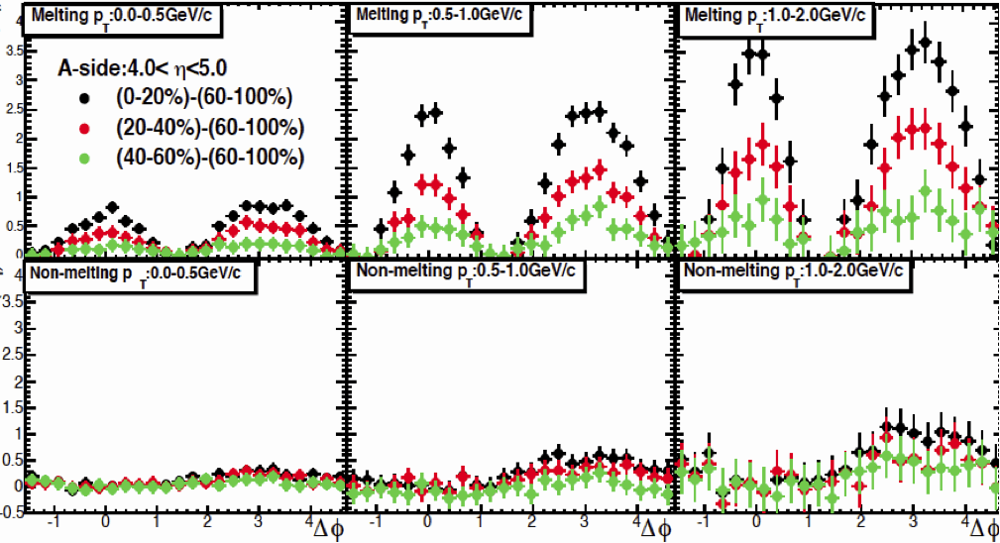 Melting p_T:0.0-0.5GeV/c
Melting p_T:0.5-1.0GeV/c
Melting p_T:1.0-2.0GeV/c
A-side:4.0< η<5.0
(0-20%)-(60-100%)
(20-40%)-(60-100%)
(40-60%)-(60-100%)
4
3.5
3
2.5
2
1.5
1
0.5
0
Non-melting p_T:0.0-0.5GeV/c
Non-melting p_T:0.5-1.0GeV/c
Non-melting p_T:1.0-2.0GeV/c
4
3.5
3
2.5
2
1.5
1
0.5
0
-0.5
-1 0 1 2 3 4 Δϕ
-1 0 1 2 3 4 Δϕ
-1 0 1 2 3 4 Δϕ